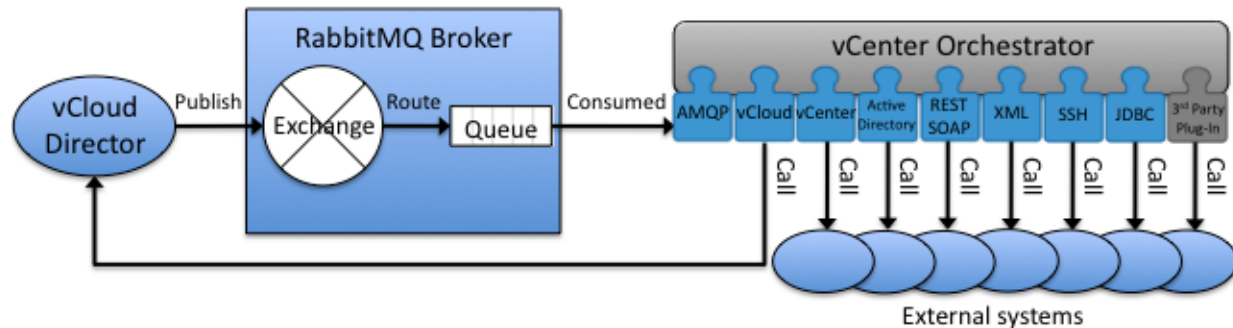 RabbitMQ Broker
vCenter Orchestrator
vCloud
Director
Publish
Exchange
Route
Queue
Consumed
AMQP
vCloud
vCenter
Active
Directory
REST
SOAP
XML
SSH
JDBC
3rd Party
Plug-In
Call
Call
Call
Call
Call
Call
Call
Call
External systems